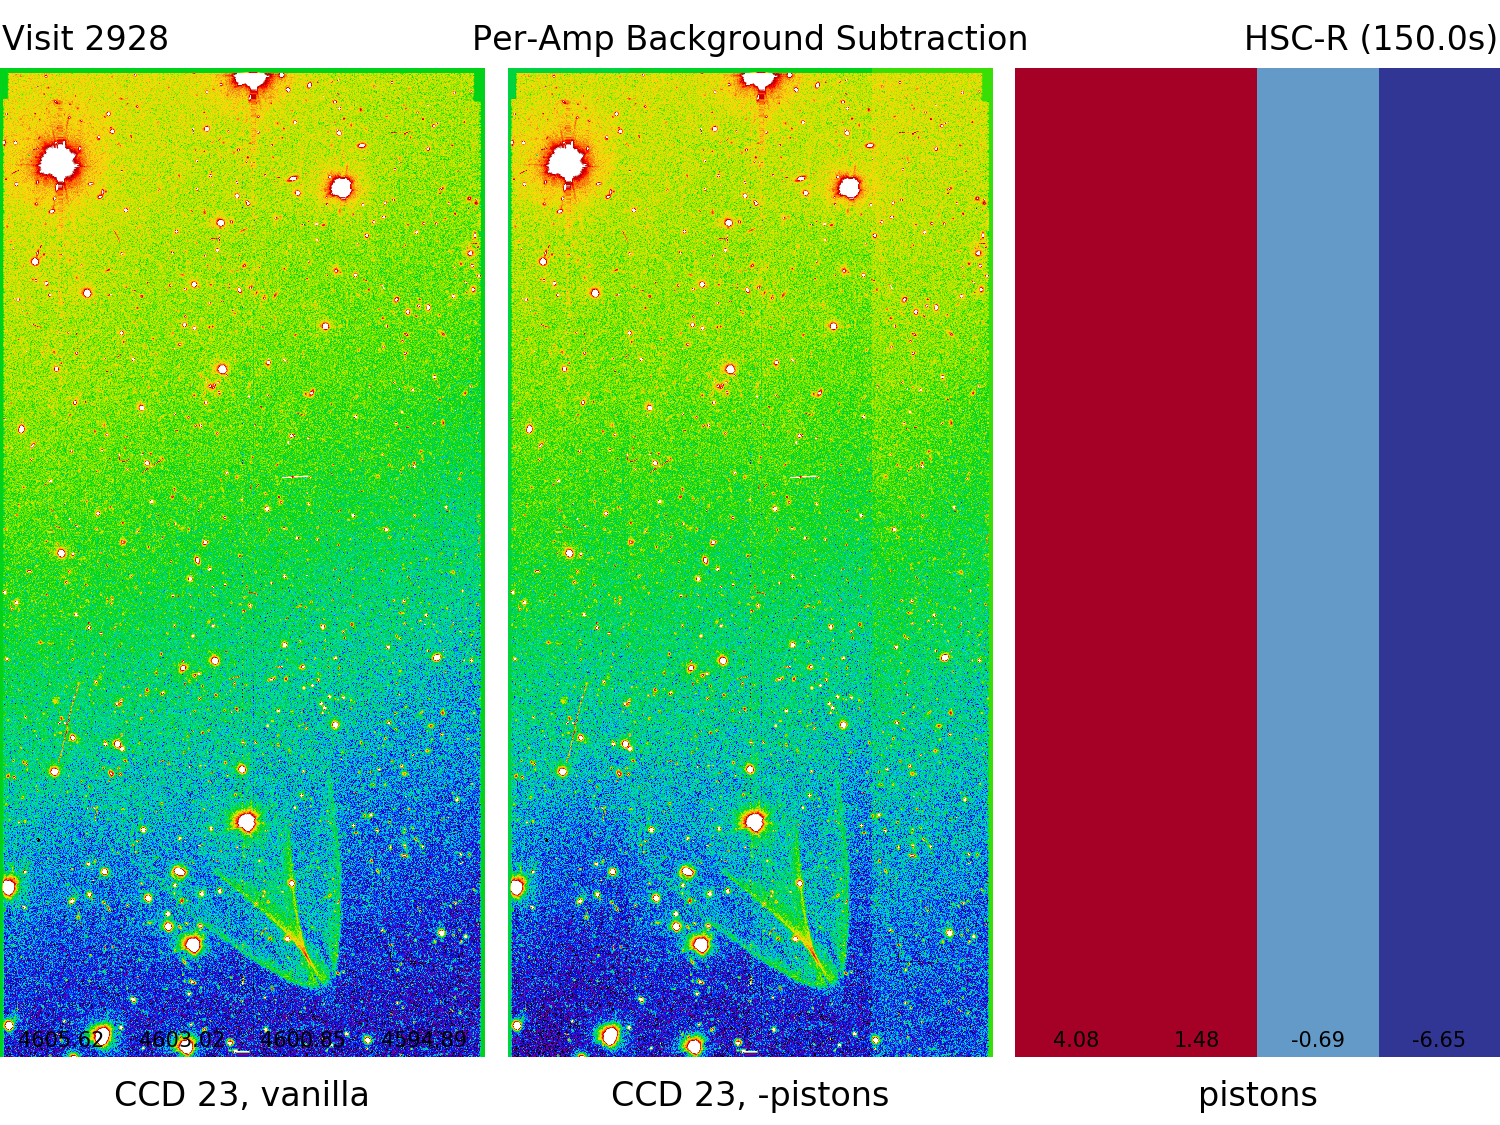 Visit 2928 Per-Amp Background Subtraction HSC-R (150.0s)
4605.62 4603.02 4600.85 4594.89 4.08 1.48 -0.69 -6.65
CCD 23, vanilla CCD 23, -pistons pistons